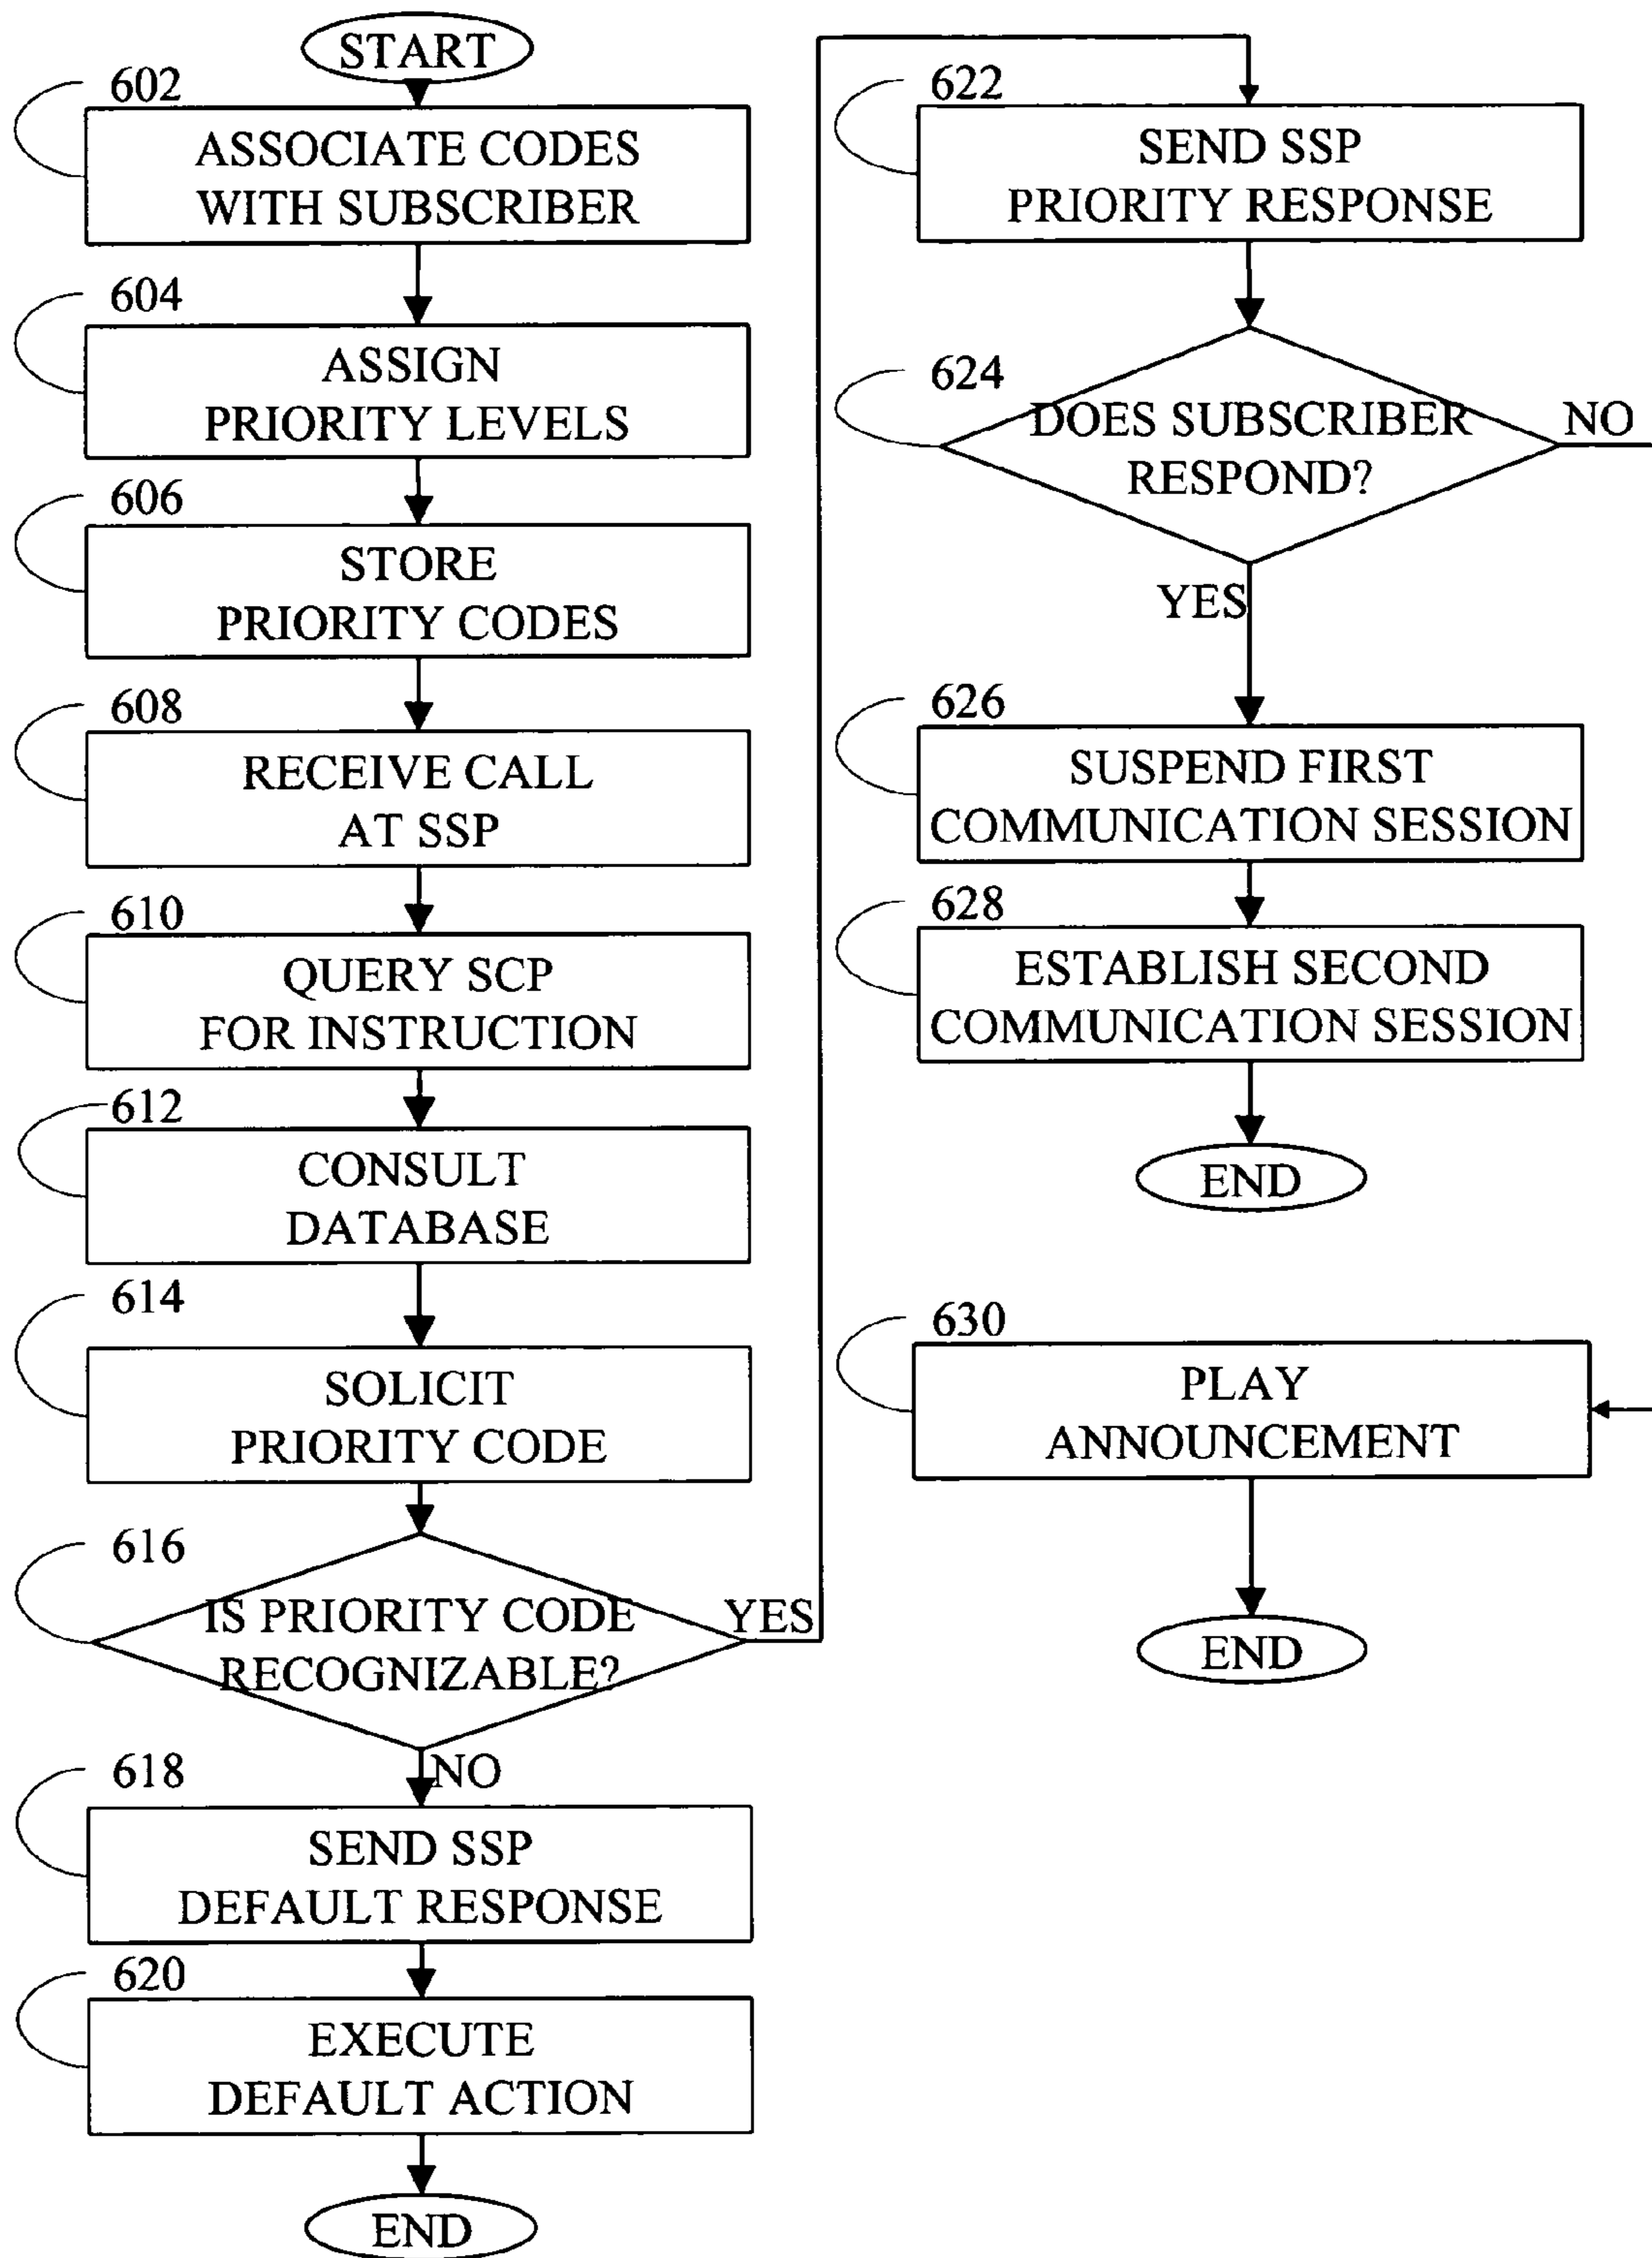 START
602
ASSOCIATE CODES
WITH SUBSCRIBER
604
ASSIGN
PRIORITY LEVELS
606
STORE
PRIORITY CODES
608
RECEIVE CALL
AT SSP
610
QUERY SCP
FOR INSTRUCTION
612
CONSULT
DATABASE
614
SOLICIT
PRIORITY CODE
616
IS PRIORITY CODE
RECOGNIZABLE?
YES
NO
618
SEND SSP
DEFAULT RESPONSE
620
EXECUTE
DEFAULT ACTION
END
622
SEND SSP
PRIORITY RESPONSE
624
DOES SUBSCRIBER
RESPOND?
NO
YES
626
SUSPEND FIRST
COMMUNICATION SESSION
628
ESTABLISH SECOND
COMMUNICATION SESSION
END
630
PLAY
ANNOUNCEMENT
END